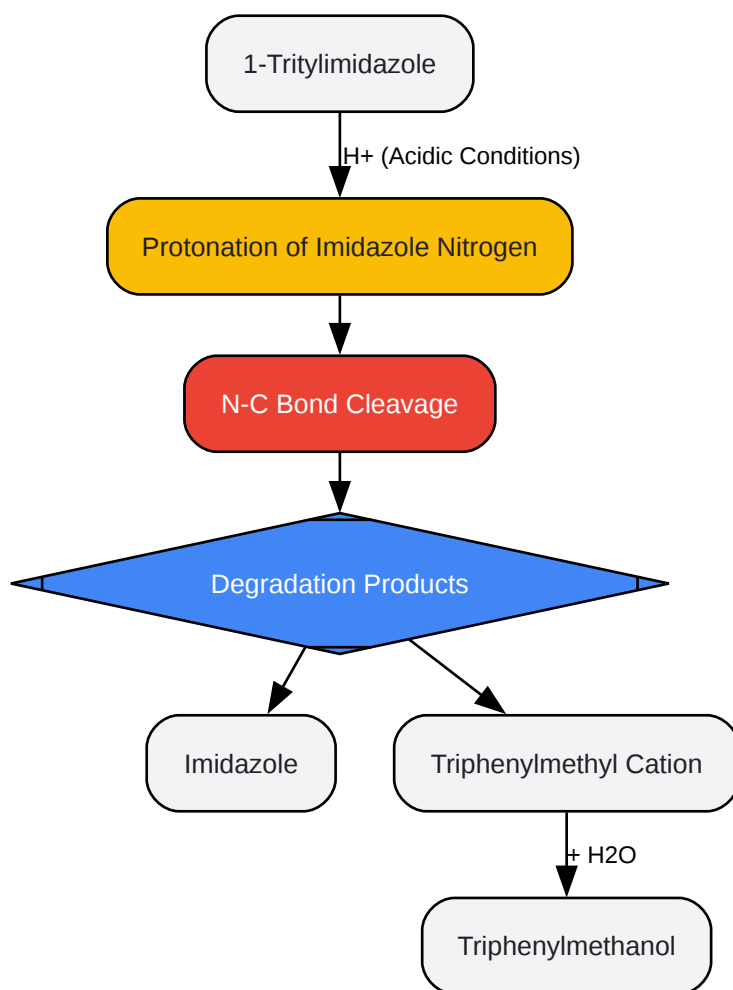 1-Tritylimidazole
H+ (Acidic Conditions)
Protonation of Imidazole Nitrogen
N-C Bond Cleavage
Degradation Products
Imidazole
Triphenylmethyl Cation
+ H2O
Triphenylmethanol